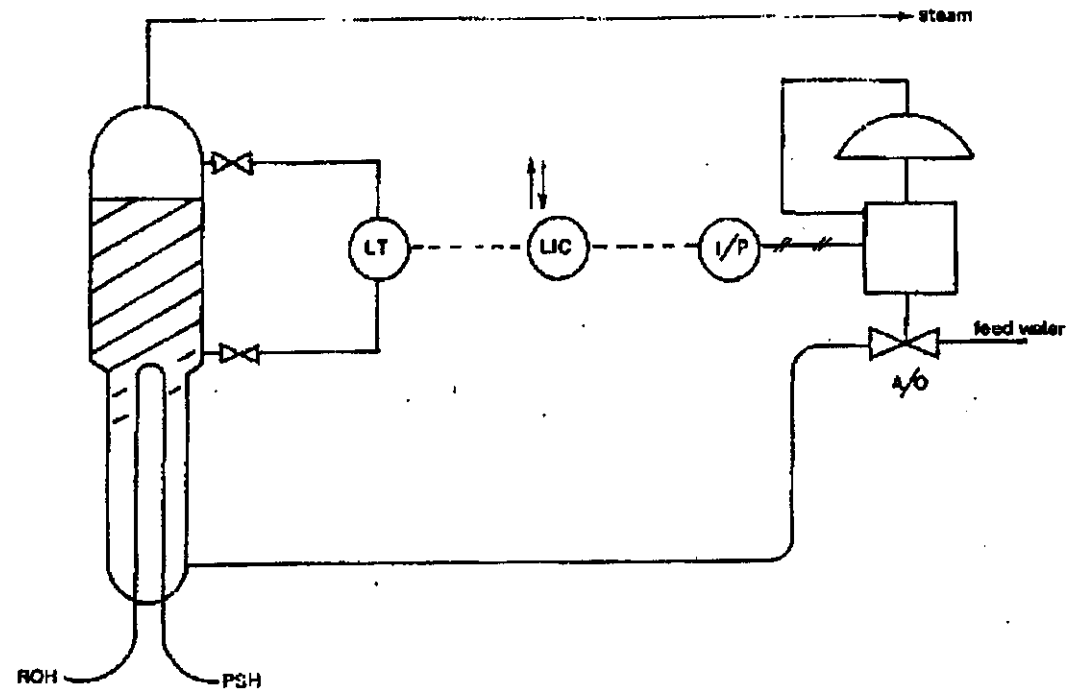 steam
LT
LIC
I/P
feed water
A/O
ROH
PSH